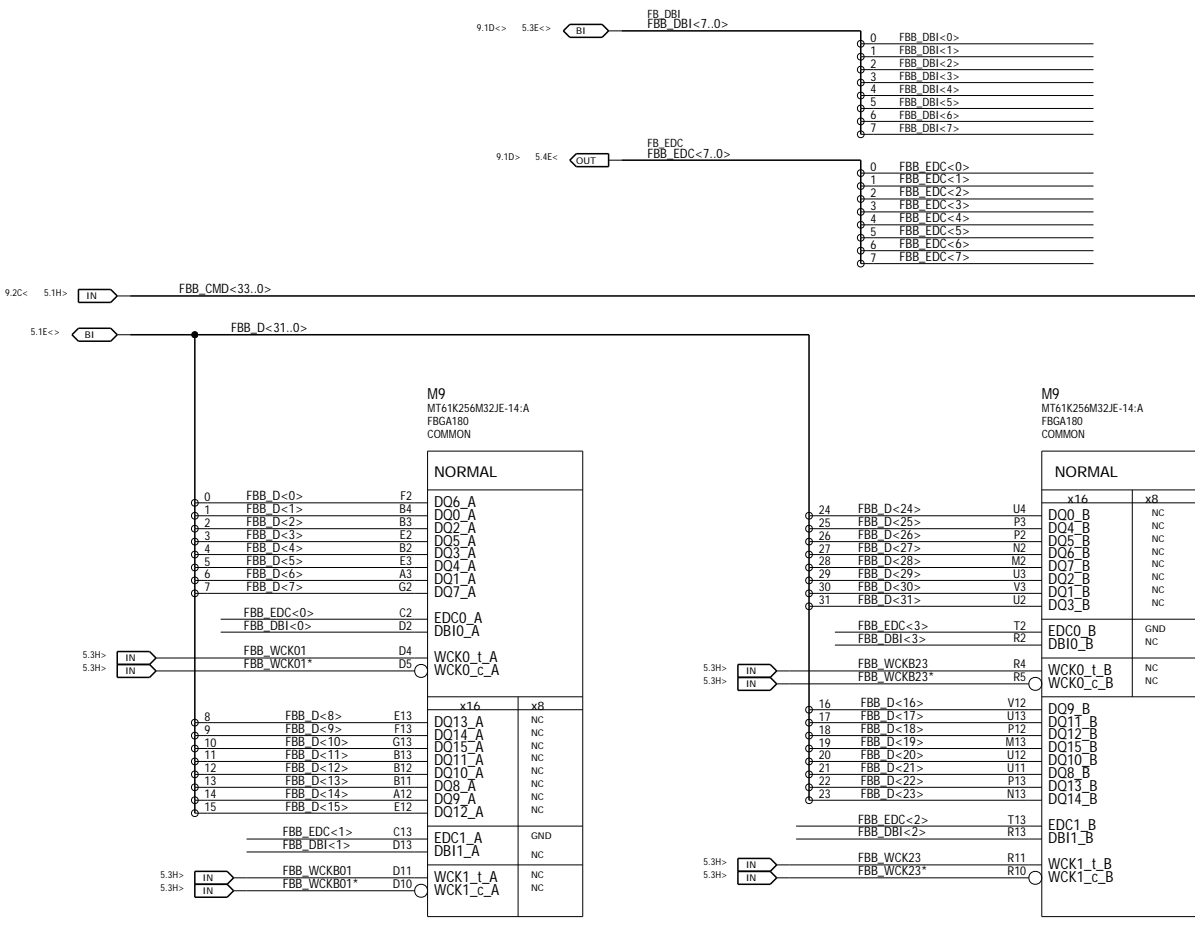 FB_DBI
9.1D<> 5.3E<> BI FBB_DBI<7..0>
0 FBB_DBI<0>
1 FBB_DBI<1>
2 FBB_DBI<2>
3 FBB_DBI<3>
4 FBB_DBI<4>
5 FBB_DBI<5>
6 FBB_DBI<6>
7 FBB_DBI<7>
FB_EDC
9.1D> 5.4E< OUT FBB_EDC<7..0>
0 FBB_EDC<0>
1 FBB_EDC<1>
2 FBB_EDC<2>
3 FBB_EDC<3>
4 FBB_EDC<4>
5 FBB_EDC<5>
6 FBB_EDC<6>
7 FBB_EDC<7>
9.2C< 5.1H> IN FBB_CMD<33..0>
5.1E<> BI FBB_D<31..0>
M9
MT61K256M32JE-14:A
FBGA180
COMMON
NORMAL
0 FBB_D<0> F2 DQ6_A
1 FBB_D<1> B4 DQ0_A
2 FBB_D<2> B3 DQ2_A
3 FBB_D<3> E2 DQ5_A
4 FBB_D<4> B2 DQ3_A
5 FBB_D<5> E3 DQ4_A
6 FBB_D<6> A3 DQ1_A
7 FBB_D<7> G2 DQ7_A
FBB_EDC<0> C2 EDC0_A
FBB_DBI<0> D2 DBI0_A
5.3H> IN FBB_WCK01 D4 WCK0_t_A
5.3H> IN FBB_WCK01* D5 WCK0_c_A
x16 x8
8 FBB_D<8> E13 DQ13_A NC
9 FBB_D<9> F13 DQ14_A NC
10 FBB_D<10> G13 DQ15_A NC
11 FBB_D<11> B13 DQ11_A NC
12 FBB_D<12> B12 DQ10_A NC
13 FBB_D<13> B11 DQ8_A NC
14 FBB_D<14> A12 DQ9_A NC
15 FBB_D<15> E12 DQ12_A NC
FBB_EDC<1> C13 EDC1_A GND
FBB_DBI<1> D13 DBI1_A NC
5.3H> IN FBB_WCKB01 D11 WCK1_t_A NC
5.3H> IN FBB_WCKB01* D10 WCK1_c_A NC
M9
MT61K256M32JE-14:A
FBGA180
COMMON
NORMAL
x16 x8
24 FBB_D<24> U4 DQ0_B NC
25 FBB_D<25> P3 DQ4_B NC
26 FBB_D<26> P2 DQ5_B NC
27 FBB_D<27> N2 DQ6_B NC
28 FBB_D<28> M2 DQ7_B NC
29 FBB_D<29> U3 DQ2_B NC
30 FBB_D<30> V3 DQ1_B NC
31 FBB_D<31> U2 DQ3_B NC
FBB_EDC<3> T2 EDC0_B GND
FBB_DBI<3> R2 DBI0_B NC
5.3H> IN FBB_WCKB23 R4 WCK0_t_B NC
5.3H> IN FBB_WCKB23* R5 WCK0_c_B NC
16 FBB_D<16> V12 DQ9_B
17 FBB_D<17> U13 DQ11_B
18 FBB_D<18> P12 DQ12_B
19 FBB_D<19> M13 DQ15_B
20 FBB_D<20> U12 DQ10_B
21 FBB_D<21> U11 DQ8_B
22 FBB_D<22> P13 DQ13_B
23 FBB_D<23> N13 DQ14_B
FBB_EDC<2> T13 EDC1_B
FBB_DBI<2> R13 DBI1_B
5.3H> IN FBB_WCK23 R11 WCK1_t_B
5.3H> IN FBB_WCK23* R10 WCK1_c_B